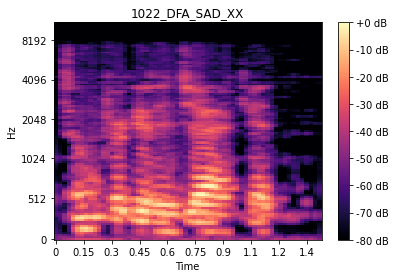 1022_DFA_SAD_XX
+0 dB
8192
-10 dB
4096
-20 dB
-30 dB
2048
Hz
-40 dB
1024
-50 dB
512
-60 dB
-70 dB
0
-80 dB
0 0.15 0.3 0.45 0.6 0.75 0.9 1.1 1.2 1.4
Time